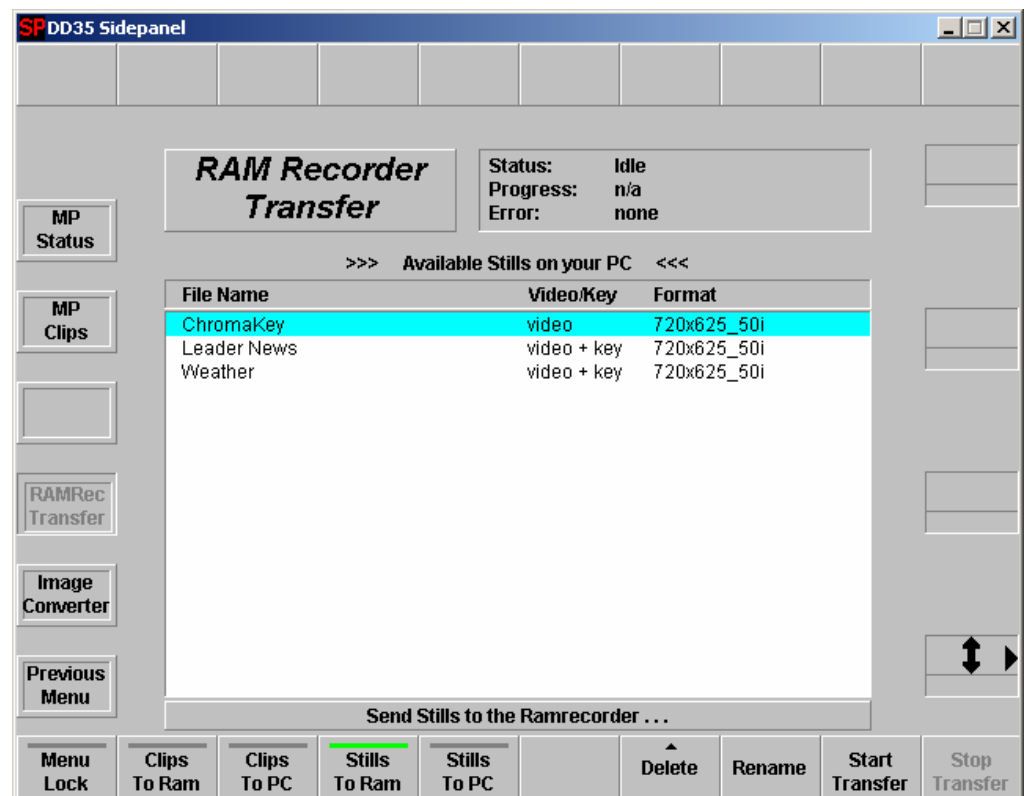 SP DD35 Sidepanel
RAM Recorder
Transfer
Status: Idle
Progress: n/a
Error: none
MP
Status
>>> Available Stills on your PC <<<
File Name Video/Key Format
ChromaKey video 720x625_50i
Leader News video + key 720x625_50i
Weather video + key 720x625_50i
MP
Clips
RAMRec
Transfer
Image
Converter
Previous
Menu
Send Stills to the Ramrecorder . . .
Menu
Lock
Clips
To Ram
Clips
To PC
Stills
To Ram
Stills
To PC
Delete
Rename
Start
Transfer
Stop
Transfer